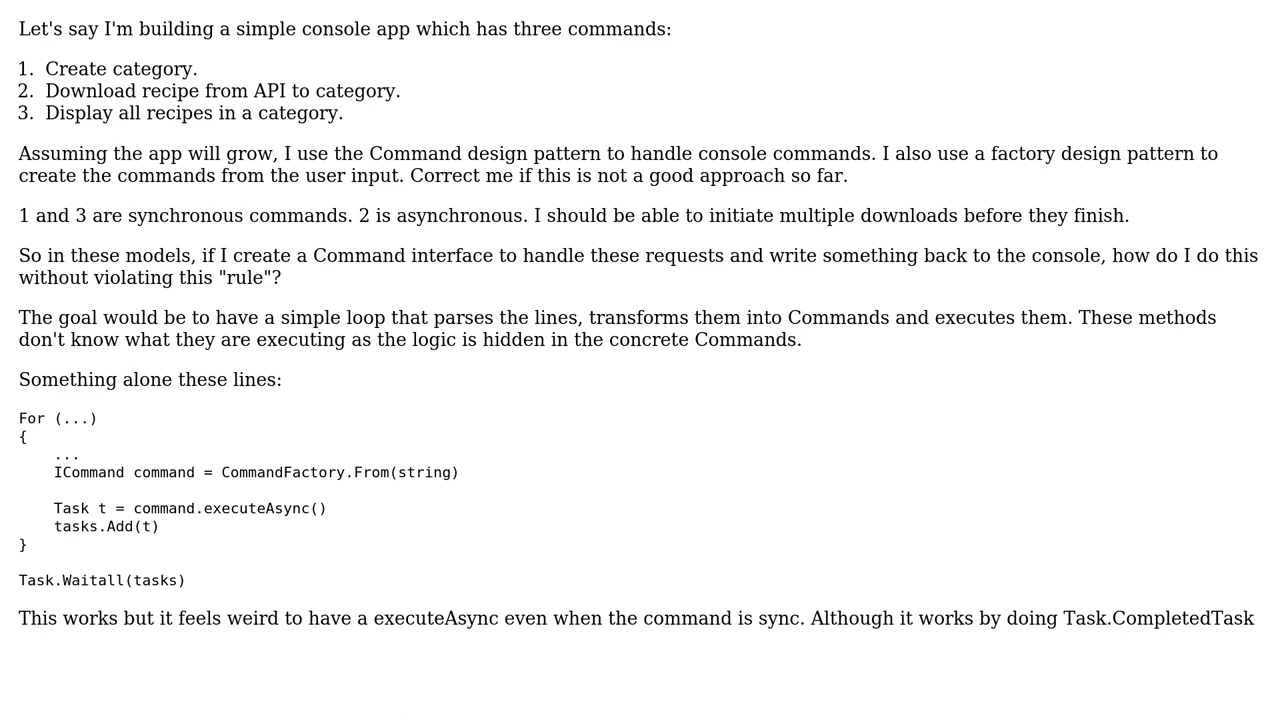 Let's say I'm building a simple console app which has three commands:
1. Create category.
2. Download recipe from API to category.
3. Display all recipes in a category.
Assuming the app will grow, I use the Command design pattern to handle console commands. I also use a factory design pattern to
create the commands from the user input. Correct me if this is not a good approach so far.
1 and 3 are synchronous commands. 2 is asynchronous. I should be able to initiate multiple downloads before they finish.
So in these models, if I create a Command interface to handle these requests and write something back to the console, how do I do this
without violating this "rule"?
The goal would be to have a simple loop that parses the lines, transforms them into Commands and executes them. These methods
don't know what they are executing as the logic is hidden in the concrete Commands.
Something alone these lines:
For (...)
{
    ...
    ICommand command = CommandFactory.From(string)
    Task t = command.executeAsync()
    tasks.Add(t)
}
Task.Waitall(tasks)
This works but it feels weird to have a executeAsync even when the command is sync. Although it works by doing Task.CompletedTask